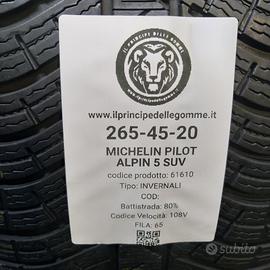 IL PRINCIPE DELLE GOMME
www.ilprincipedellegomme.it
265-45-20
MICHELIN PILOT
ALPIN 5 SUV
codice prodotto: 61610
Tipo: INVERNALI
COD:
Battistrada: 80%
Codice Velocità: 108V
FILA: 65
subito